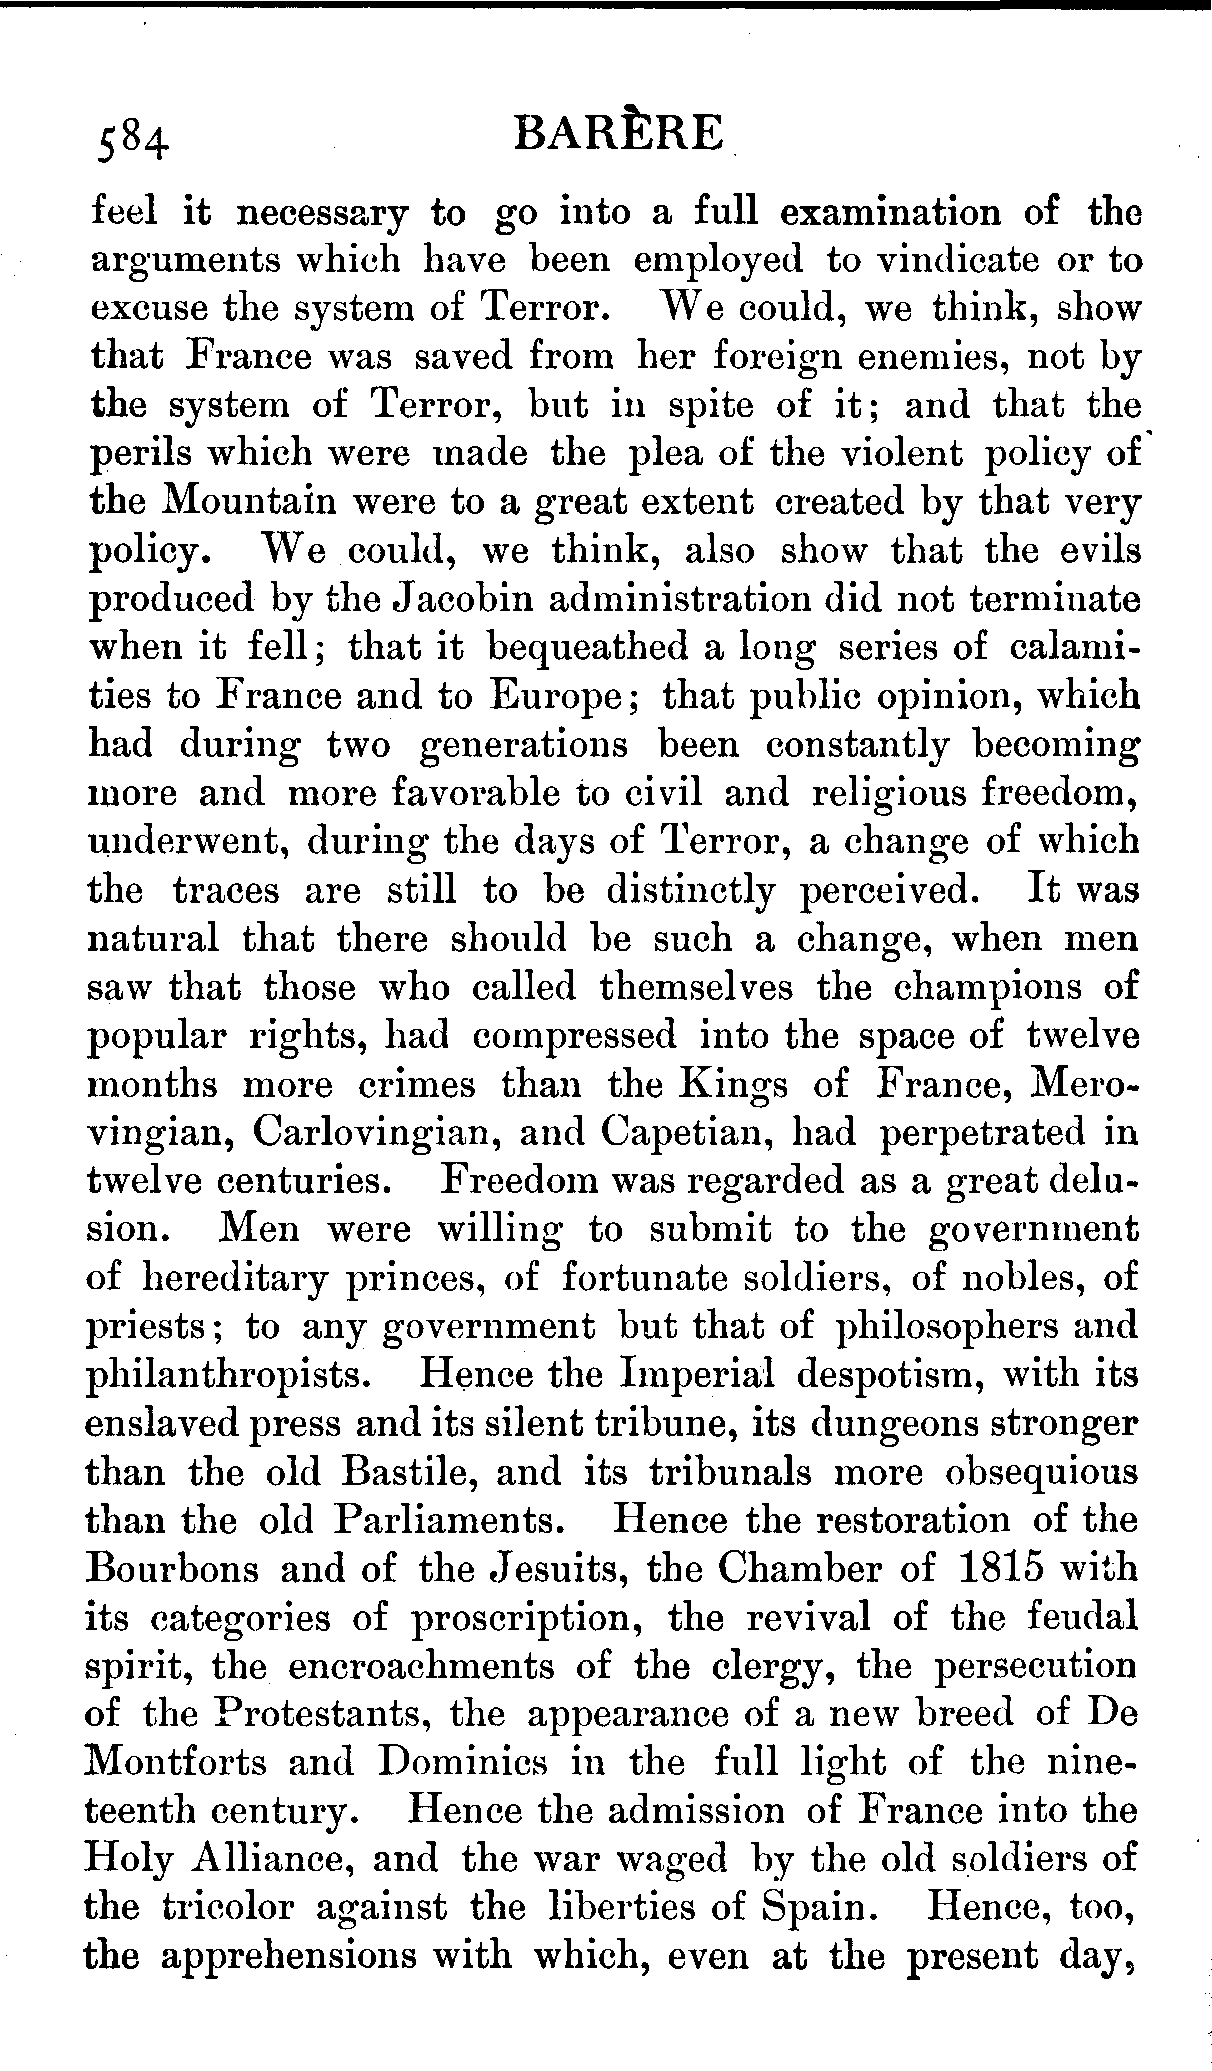 584 BARÈRE
feel it necessary to go into a full examination of the
arguments which have been employed to vindicate or to
excuse the system of Terror. We could, we think, show
that France was saved from her foreign enemies, not by
the system of Terror, but in spite of it; and that the
perils which were made the plea of the violent policy of
the Mountain were to a great extent created by that very
policy. We could, we think, also show that the evils
produced by the Jacobin administration did not terminate
when it fell; that it bequeathed a long series of calami-
ties to France and to Europe; that public opinion, which
had during two generations been constantly becoming
more and more favorable to civil and religious freedom,
underwent, during the days of Terror, a change of which
the traces are still to be distinctly perceived. It was
natural that there should be such a change, when men
saw that those who called themselves the champions of
popular rights, had compressed into the space of twelve
months more crimes than the Kings of France, Mero-
vingian, Carlovingian, and Capetian, had perpetrated in
twelve centuries. Freedom was regarded as a great delu-
sion. Men were willing to submit to the government
of hereditary princes, of fortunate soldiers, of nobles, of
priests; to any government but that of philosophers and
philanthropists. Hence the Imperial despotism, with its
enslaved press and its silent tribune, its dungeons stronger
than the old Bastile, and its tribunals more obsequious
than the old Parliaments. Hence the restoration of the
Bourbons and of the Jesuits, the Chamber of 1815 with
its categories of proscription, the revival of the feudal
spirit, the encroachments of the clergy, the persecution
of the Protestants, the appearance of a new breed of De
Montforts and Dominics in the full light of the nine-
teenth century. Hence the admission of France into the
Holy Alliance, and the war waged by the old soldiers of
the tricolor against the liberties of Spain. Hence, too,
the apprehensions with which, even at the present day,